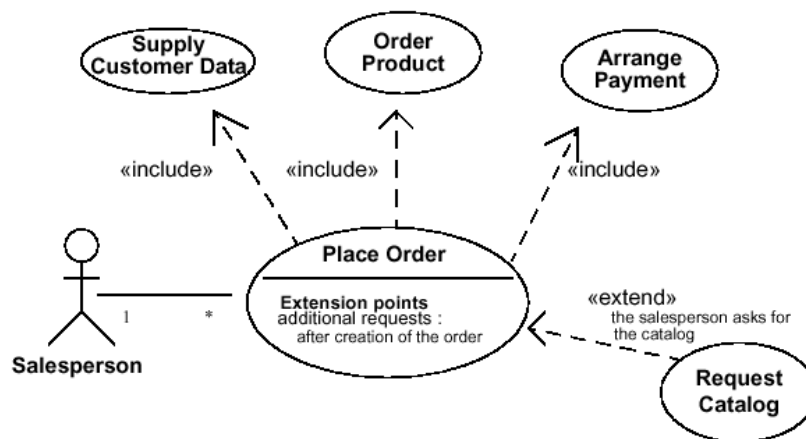 Supply
Customer Data
Order
Product
Arrange
Payment
«include»
«include»
«include»
Place Order
Extension points
additional requests :
after creation of the order
1
*
Salesperson
«extend»
the salesperson asks for
the catalog
Request
Catalog